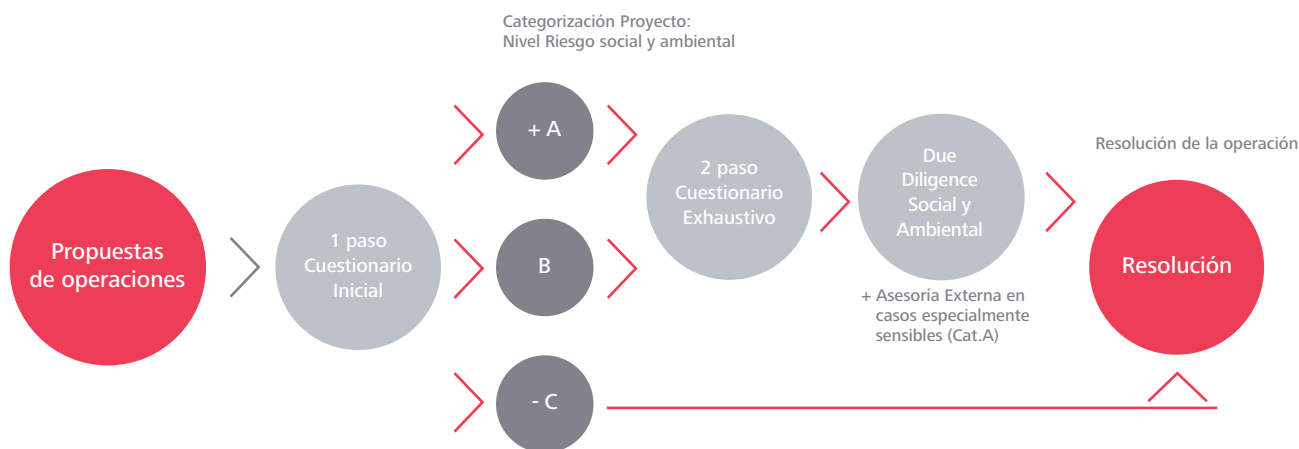 Categorización Proyecto:
Nivel Riesgo social y ambiental
Propuestas
de operaciones
1 paso
Cuestionario
Inicial
+ A
B
- C
2 paso
Cuestionario
Exhaustivo
Due
Diligence
Social y
Ambiental
+ Asesoría Externa en
casos especialmente
sensibles (Cat.A)
Resolución de la operación
Resolución